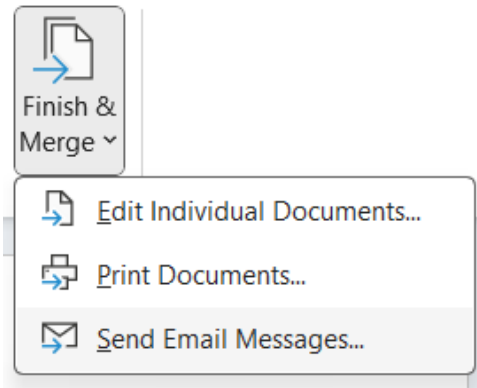 Finish &
Merge
Edit Individual Documents...
Print Documents...
Send Email Messages...